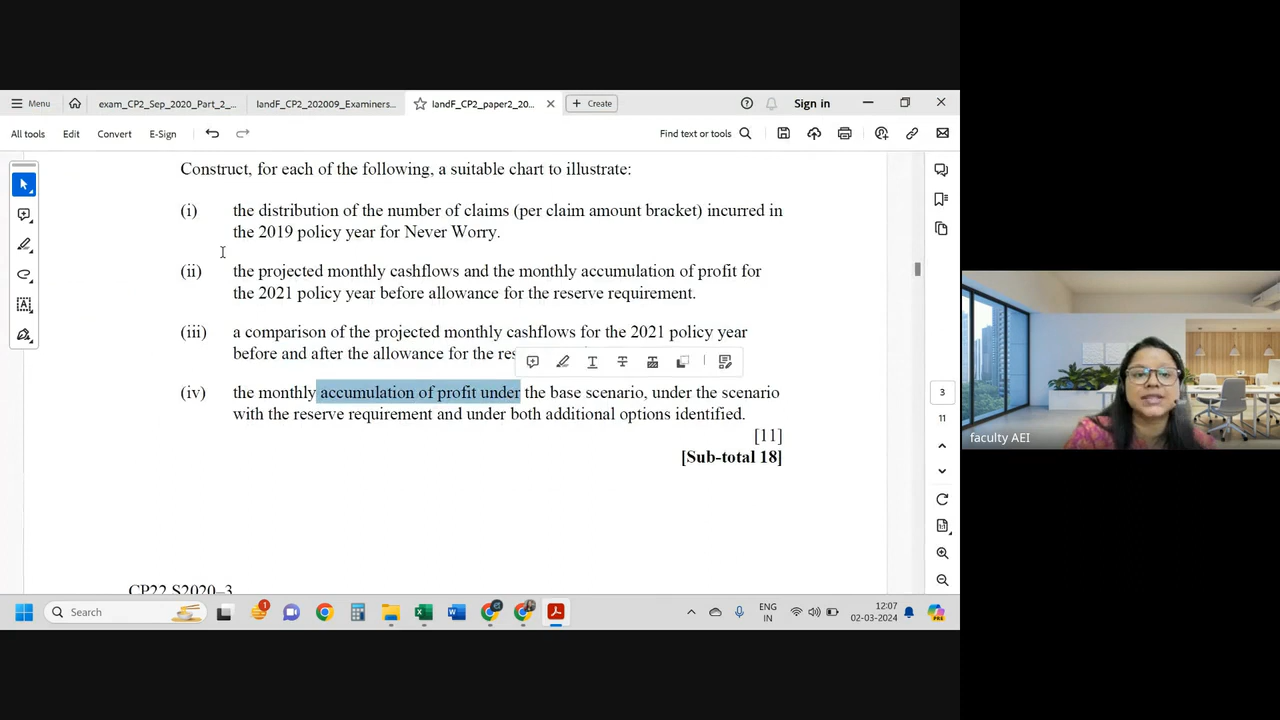 Menu
exam_CP2_Sep_2020_Part_2_...
IandF_CP2_202009_Examiners...
IandF_CP2_paper2_20...
Create
Sign in
All tools
Edit
Convert
E-Sign
Find text or tools
Construct, for each of the following, a suitable chart to illustrate:
(i) the distribution of the number of claims (per claim amount bracket) incurred in
the 2019 policy year for Never Worry.
(ii) the projected monthly cashflows and the monthly accumulation of profit for
the 2021 policy year before allowance for the reserve requirement.
(iii) a comparison of the projected monthly cashflows for the 2021 policy year
before and after the allowance for the res
(iv) the monthly accumulation of profit under the base scenario, under the scenario
with the reserve requirement and under both additional options identified.
[11]
[Sub-total 18]
CP22 S2020–3
3
11
faculty AEI
Search
1
ENG
IN
12:07
02-03-2024